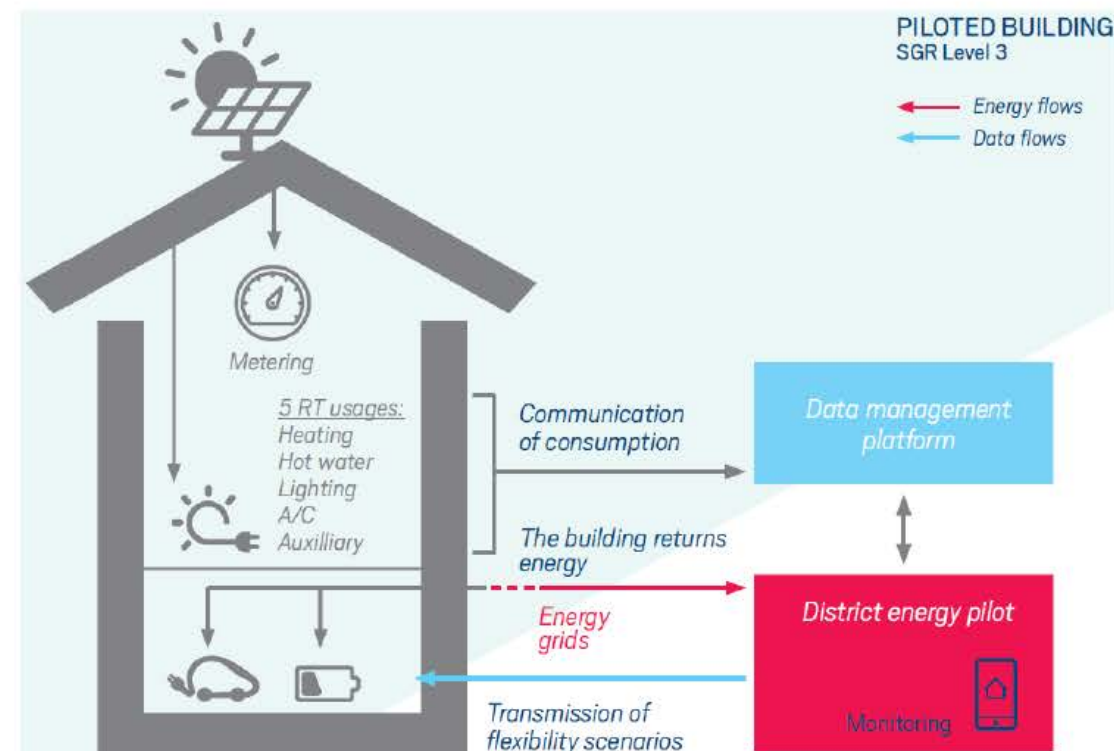 PILOTED BUILDING
SGR Level 3
Energy flows
Data flows
Metering
5 RT usages:
Heating
Hot water
Lighting
A/C
Auxilliary
Communication
of consumption
Data management
platform
The building returns
energy
Energy
grids
District energy pilot
Monitoring
Transmission of
flexibility scenarios